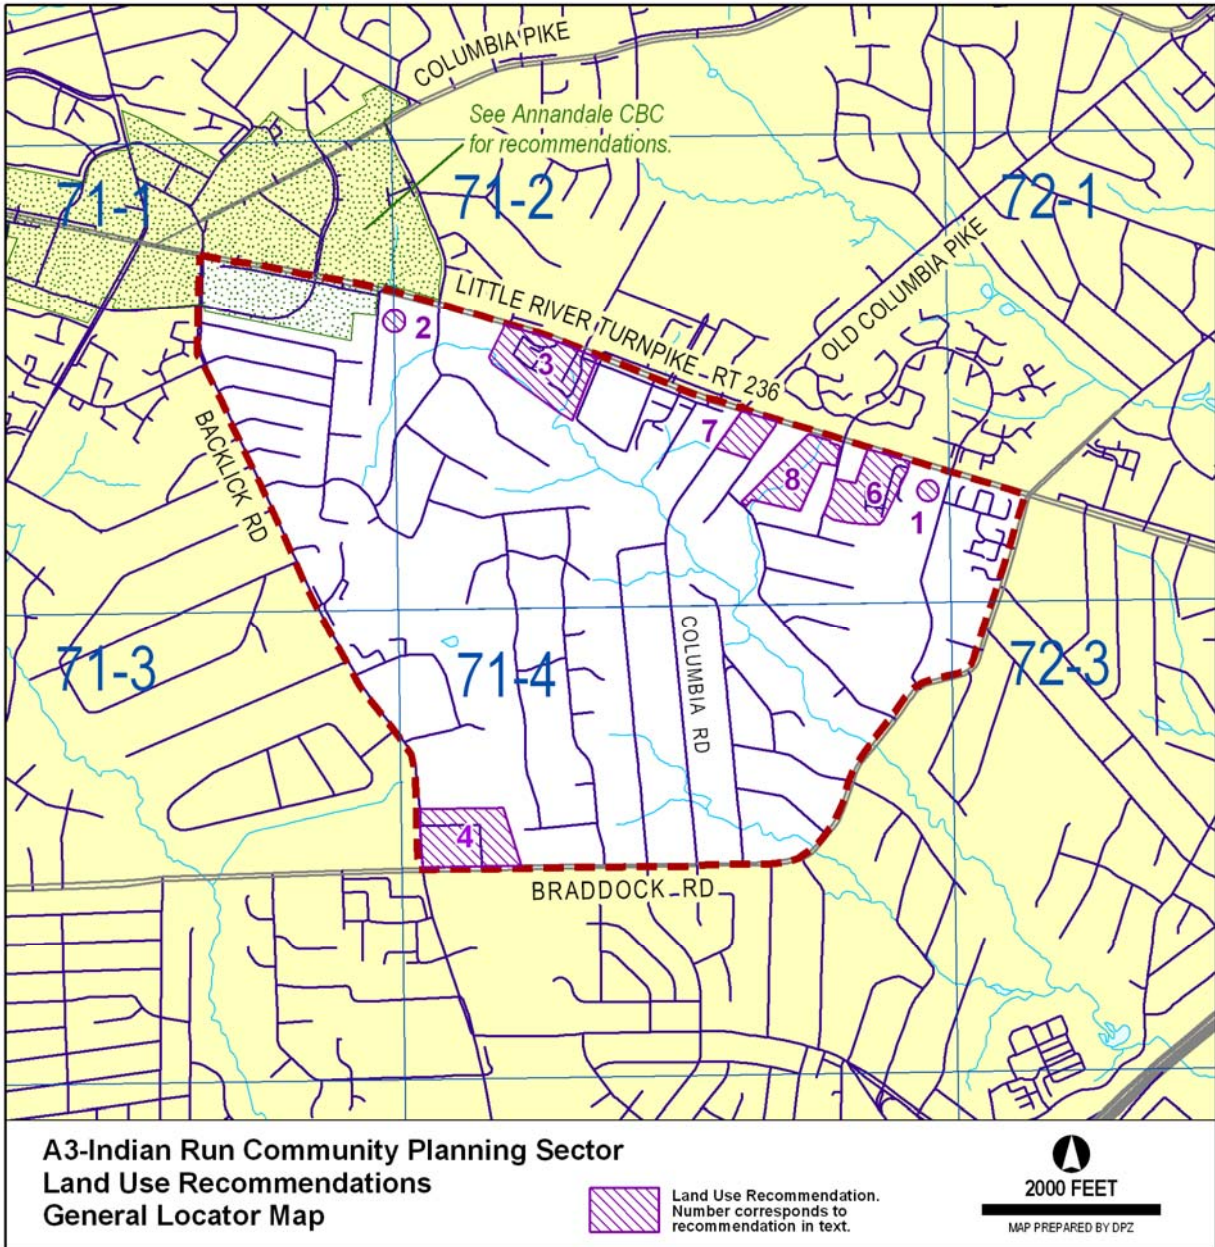 COLUMBIA PIKE
See Annandale CBC
for recommendations.
71-1
71-2
72-1
OLD COLUMBIA PIKE
LITTLE RIVER TURNPIKE - RT 236
2
3
7
8
6
1
BACKLICK RD
71-3
71-4
COLUMBIA RD
72-3
4
BRADDOCK RD
A3-Indian Run Community Planning Sector
Land Use Recommendations
General Locator Map
Land Use Recommendation.
Number corresponds to
recommendation in text.
2000 FEET
MAP PREPARED BY DPZ